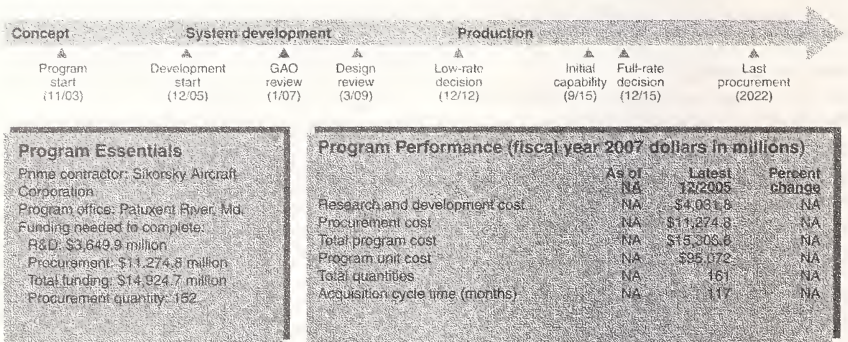 Concept System development Production
Program start (11/03)
Development start (12/05)
GAO review (1/07)
Design review (3/09)
Low-rate decision (12/12)
Initial capability (9/15)
Full-rate decision (12/15)
Last procurement (2022)
Program Essentials
Prime contractor: Sikorsky Aircraft
Corporation
Program office: Patuxent River, Md.
Funding needed to complete:
R&D: $3,649.9 million
Procurement: $11,274.8 million
Total funding: $14,924.7 million
Procurement quantity: 152
Program Performance (fiscal year 2007 dollars in millions)
As of NA Latest 12/2005 Percent change
Research and development cost NA $4,031.8 NA
Procurement cost NA $11,274.8 NA
Total program cost NA $15,306.6 NA
Program unit cost NA $95.072 NA
Total quantities NA 161 NA
Acquisition cycle time (months) NA 117 NA